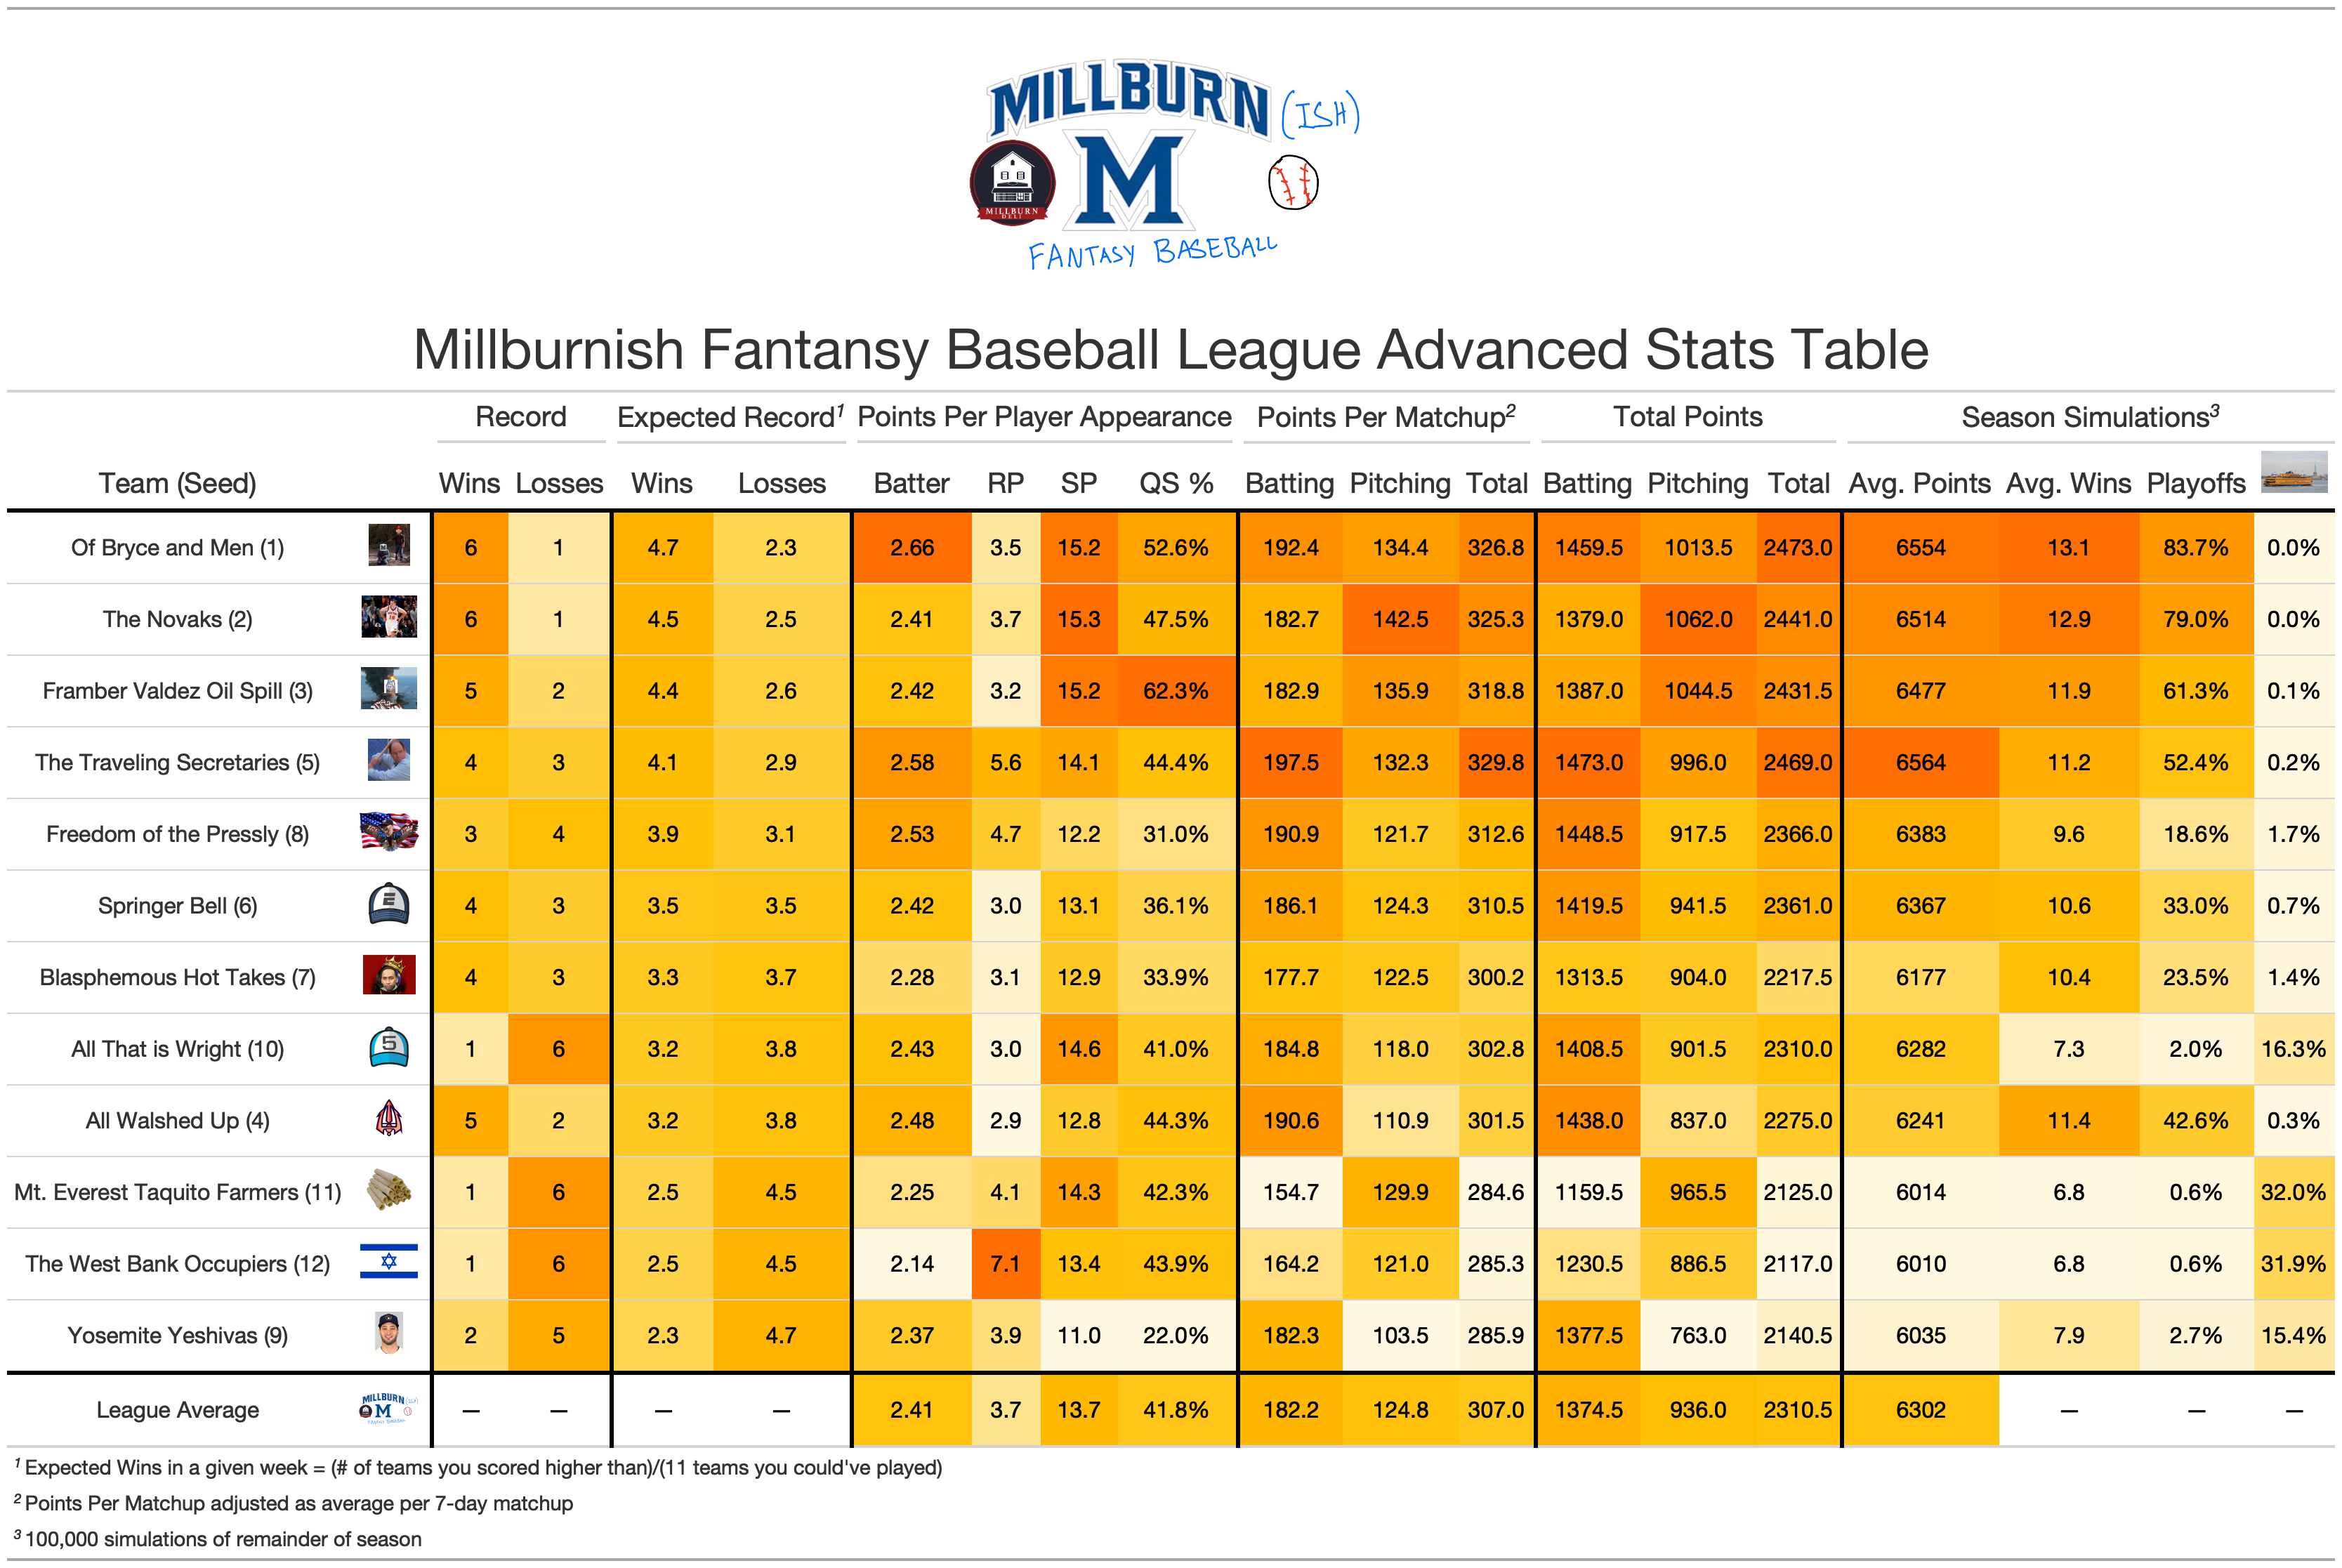 MILLBURN (ISH)
M
MILLBURN
DELI
FANTASY BASEBALL
Millburnish Fantansy Baseball League Advanced Stats Table
Record Expected Record¹ Points Per Player Appearance Points Per Matchup² Total Points Season Simulations³
Team (Seed) Wins Losses Wins Losses Batter RP SP QS % Batting Pitching Total Batting Pitching Total Avg. Points Avg. Wins Playoffs
Of Bryce and Men (1) 6 1 4.7 2.3 2.66 3.5 15.2 52.6% 192.4 134.4 326.8 1459.5 1013.5 2473.0 6554 13.1 83.7% 0.0%
The Novaks (2) 6 1 4.5 2.5 2.41 3.7 15.3 47.5% 182.7 142.5 325.3 1379.0 1062.0 2441.0 6514 12.9 79.0% 0.0%
Framber Valdez Oil Spill (3) 5 2 4.4 2.6 2.42 3.2 15.2 62.3% 182.9 135.9 318.8 1387.0 1044.5 2431.5 6477 11.9 61.3% 0.1%
The Traveling Secretaries (5) 4 3 4.1 2.9 2.58 5.6 14.1 44.4% 197.5 132.3 329.8 1473.0 996.0 2469.0 6564 11.2 52.4% 0.2%
Freedom of the Pressly (8) 3 4 3.9 3.1 2.53 4.7 12.2 31.0% 190.9 121.7 312.6 1448.5 917.5 2366.0 6383 9.6 18.6% 1.7%
Springer Bell (6) 4 3 3.5 3.5 2.42 3.0 13.1 36.1% 186.1 124.3 310.5 1419.5 941.5 2361.0 6367 10.6 33.0% 0.7%
Blasphemous Hot Takes (7) 4 3 3.3 3.7 2.28 3.1 12.9 33.9% 177.7 122.5 300.2 1313.5 904.0 2217.5 6177 10.4 23.5% 1.4%
All That is Wright (10) 5 1 6 3.2 3.8 2.43 3.0 14.6 41.0% 184.8 118.0 302.8 1408.5 901.5 2310.0 6282 7.3 2.0% 16.3%
All Walshed Up (4) 5 2 3.2 3.8 2.48 2.9 12.8 44.3% 190.6 110.9 301.5 1438.0 837.0 2275.0 6241 11.4 42.6% 0.3%
Mt. Everest Taquito Farmers (11) 1 6 2.5 4.5 2.25 4.1 14.3 42.3% 154.7 129.9 284.6 1159.5 965.5 2125.0 6014 6.8 0.6% 32.0%
The West Bank Occupiers (12) 1 6 2.5 4.5 2.14 7.1 13.4 43.9% 164.2 121.0 285.3 1230.5 886.5 2117.0 6010 6.8 0.6% 31.9%
Yosemite Yeshivas (9) 2 5 2.3 4.7 2.37 3.9 11.0 22.0% 182.3 103.5 285.9 1377.5 763.0 2140.5 6035 7.9 2.7% 15.4%
League Average MILLBURN (ISH) M FANTASY BASEBALL – – – – 2.41 3.7 13.7 41.8% 182.2 124.8 307.0 1374.5 936.0 2310.5 6302 – – –
¹ Expected Wins in a given week = (# of teams you scored higher than)/(11 teams you could've played)
² Points Per Matchup adjusted as average per 7-day matchup
³ 100,000 simulations of remainder of season